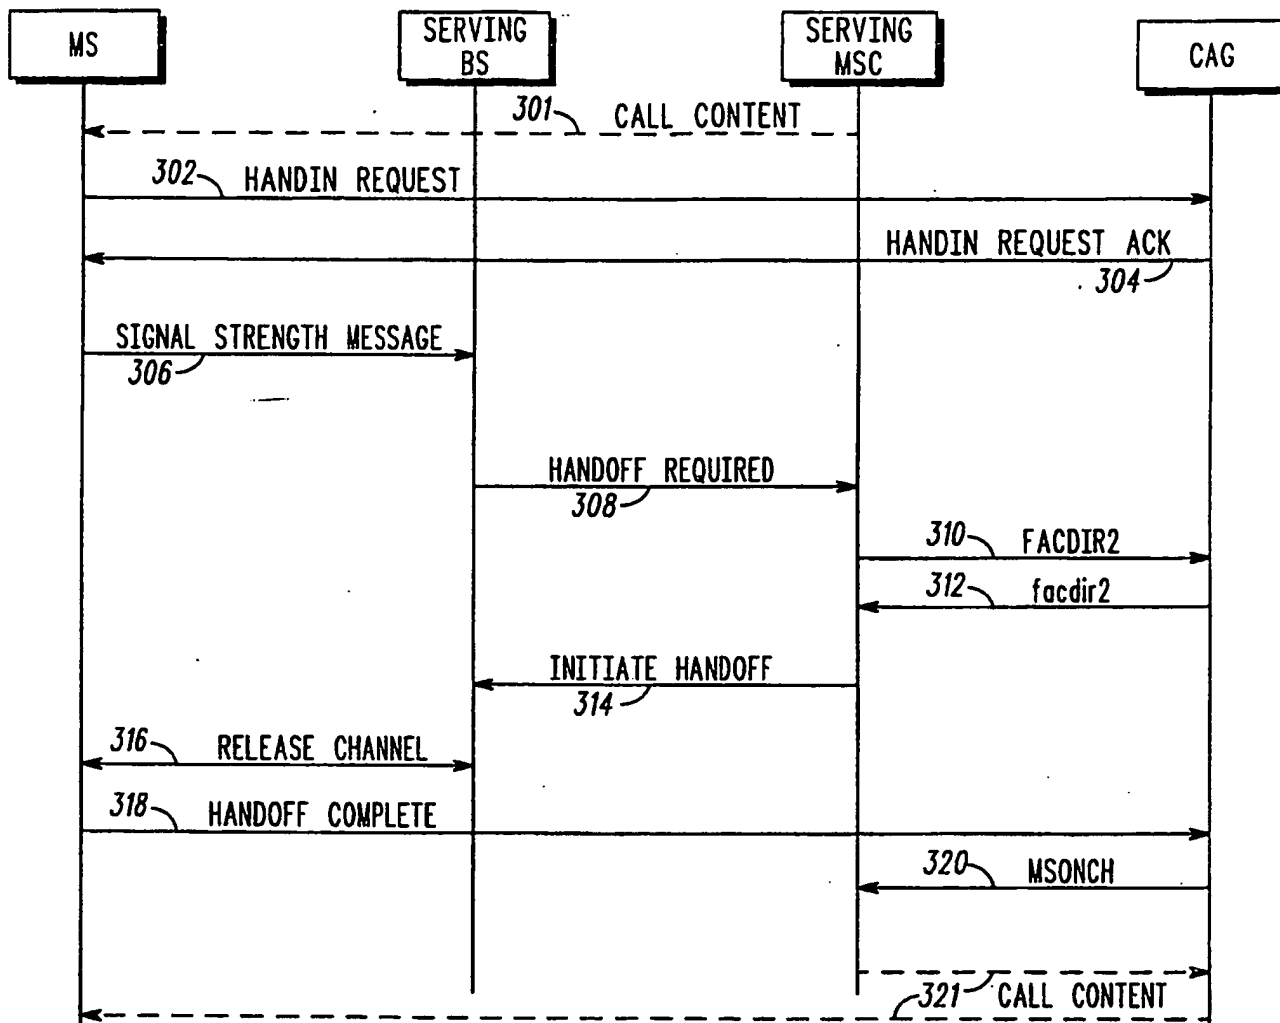 MS
SERVING
BS
SERVING
MSC
CAG
301 CALL CONTENT
302 HANDIN REQUEST
HANDIN REQUEST ACK
304
SIGNAL STRENGTH MESSAGE
306
HANDOFF REQUIRED
308
310 FACDIR2
312 facdir2
INITIATE HANDOFF
314
316 RELEASE CHANNEL
318 HANDOFF COMPLETE
320 MSONCH
321 CALL CONTENT